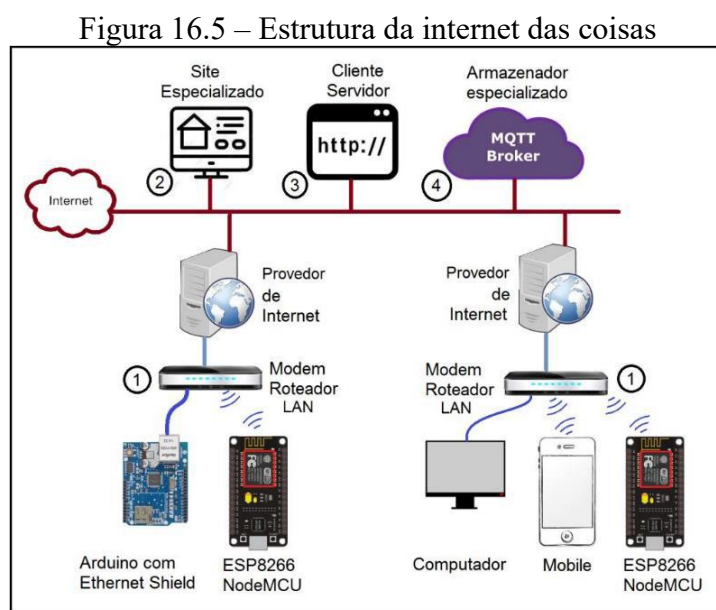 Figura 16.5 – Estrutura da internet das coisas
Site
Especializado
Cliente
Servidor
Armazenador
especializado
http://
MQTT
Broker
2
3
4
Internet
Provedor
de
Internet
Provedor
de
Internet
1
Modem
Roteador
LAN
Modem
Roteador
LAN
1
Arduino com
Ethernet Shield
ESP8266
NodeMCU
Computador
Mobile
ESP8266
NodeMCU